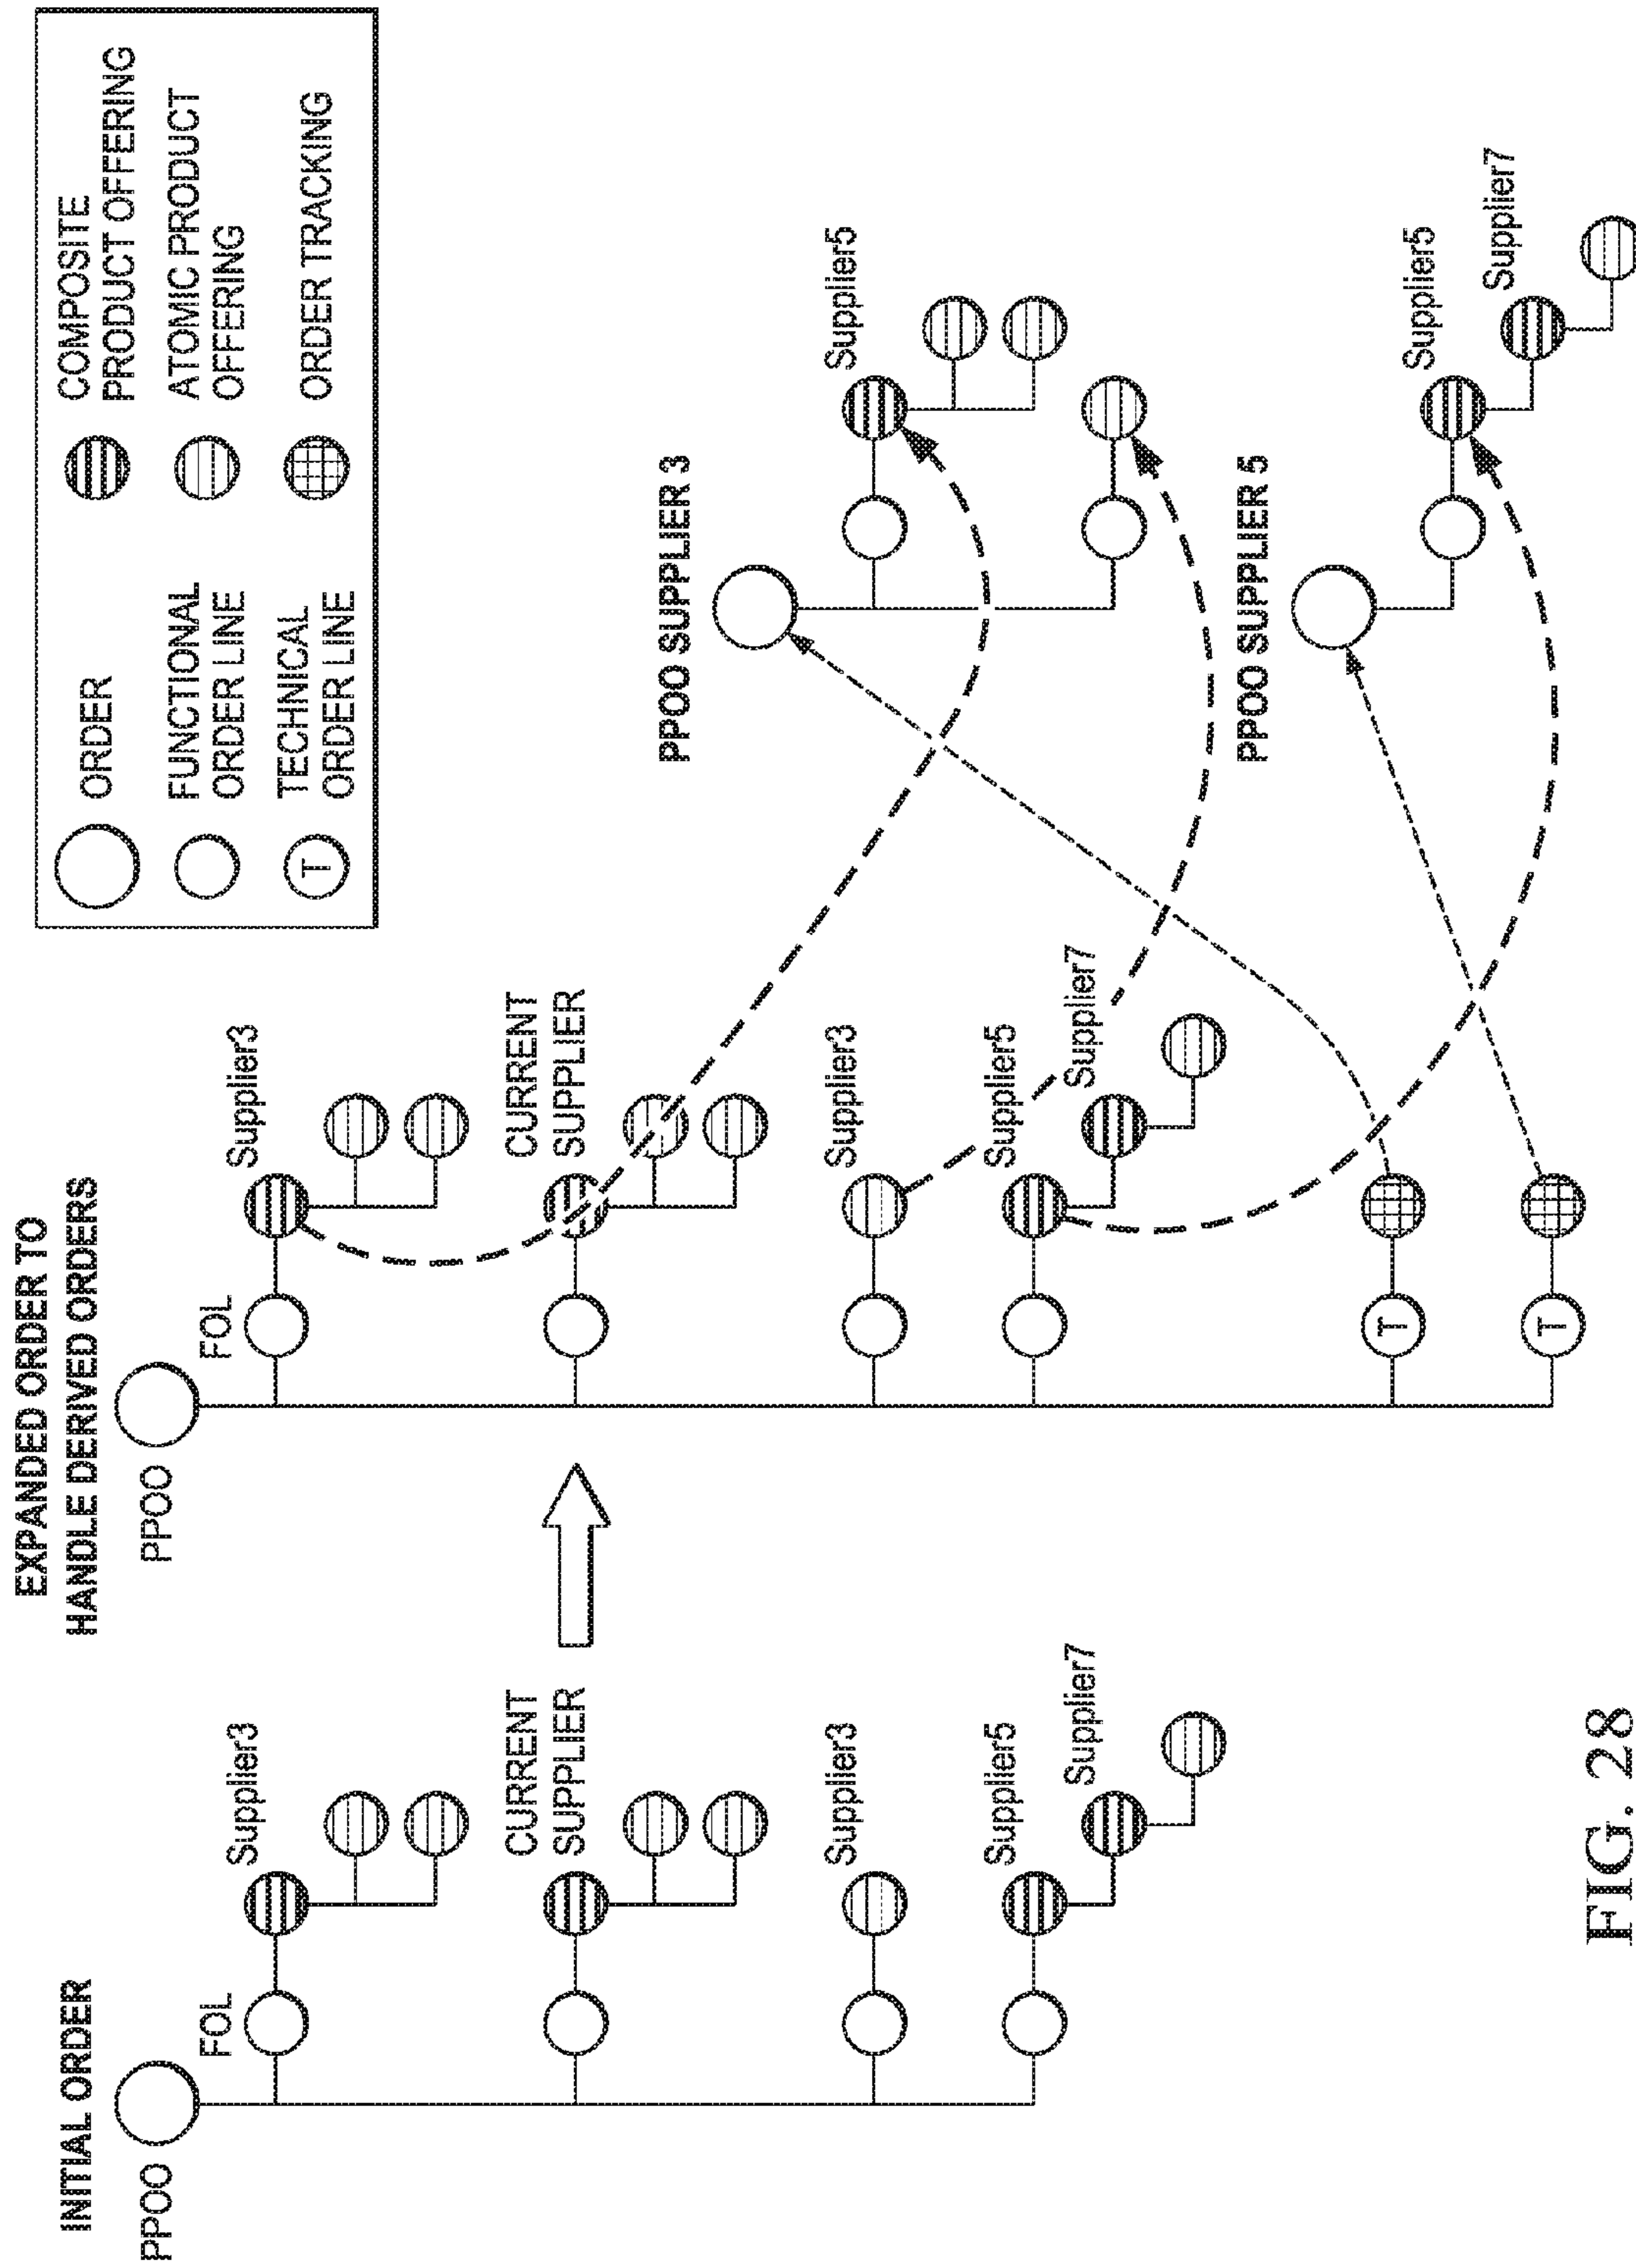 INITIAL ORDER
PPOO
FOL
Supplier3
CURRENT
SUPPLIER
Supplier3
Supplier5
Supplier7
EXPANDED ORDER TO
HANDLE DERIVED ORDERS
PPOO
FOL
Supplier3
CURRENT
SUPPLIER
Supplier3
Supplier5
Supplier7
T
T
ORDER
FUNCTIONAL
ORDER LINE
T
TECHNICAL
ORDER LINE
COMPOSITE
PRODUCT OFFERING
ATOMIC PRODUCT
OFFERING
ORDER TRACKING
PPOO SUPPLIER 3
Supplier5
PPOO SUPPLIER 5
Supplier5
Supplier7
FIG. 28